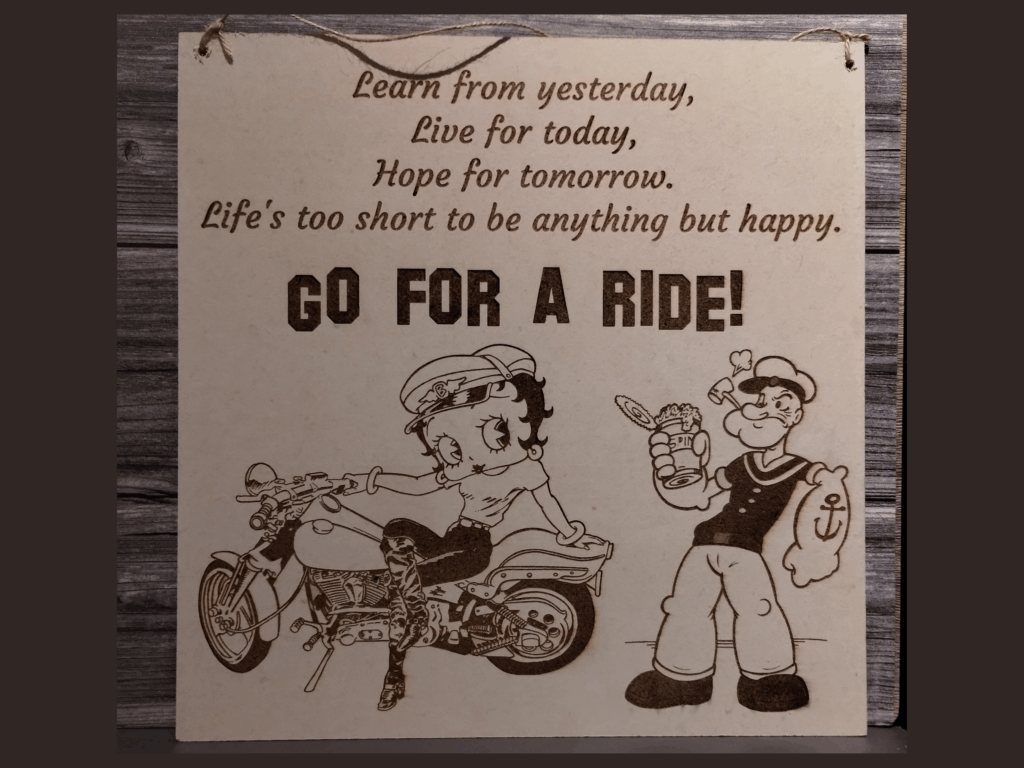 Learn from yesterday,
Live for today,
Hope for tomorrow.
Life's too short to be anything but happy.
GO FOR A RIDE!